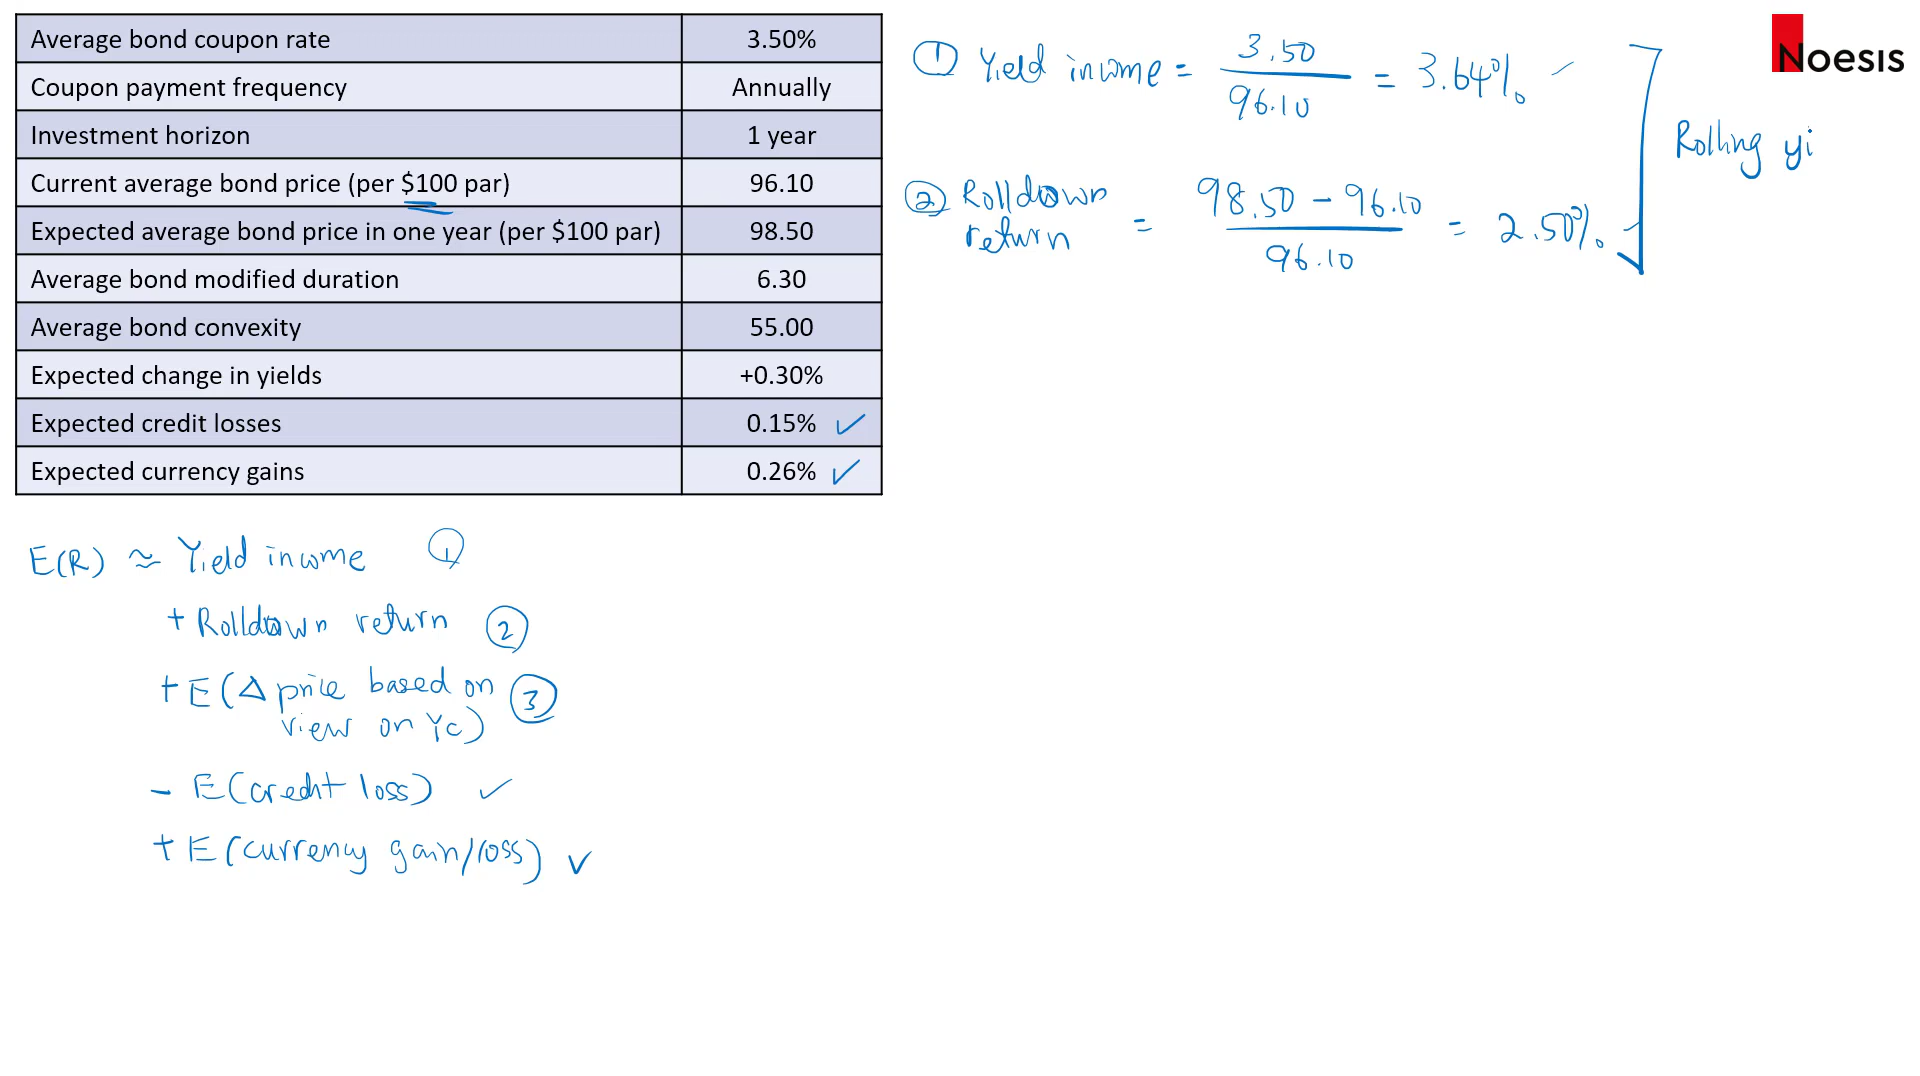 Average bond coupon rate 3.50%
Coupon payment frequency Annually
Investment horizon 1 year
Current average bond price (per $100 par) 96.10
Expected average bond price in one year (per $100 par) 98.50
Average bond modified duration 6.30
Average bond convexity 55.00
Expected change in yields +0.30%
Expected credit losses 0.15% ✓
Expected currency gains 0.26% ✓
E(R) ≈ Yield income ①
+ Rolldown return ②
+ E(Δ price based on ③
view on YC)
- E(credit loss) ✓
+ E(currency gain/loss) ✓
① Yield income = 3.50 / 96.10 = 3.64%
② Rolldown return = 98.50 - 96.10 / 96.10 = 2.50%
Rolling yi
Noesis